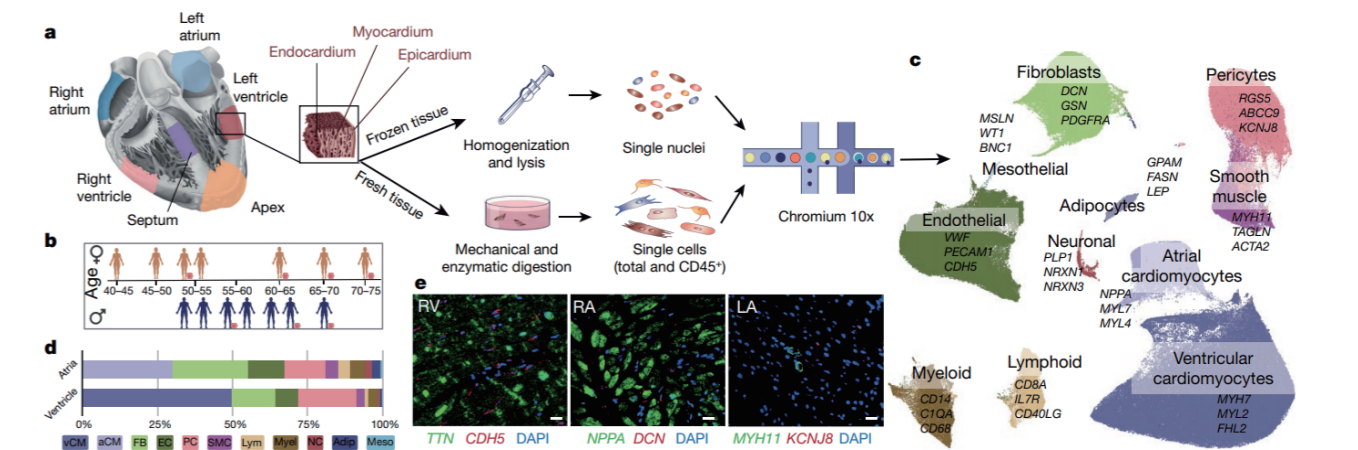 a
Left
atrium
Right
atrium
Left
ventricle
Right
ventricle
Septum
Apex
Endocardium
Myocardium
Epicardium
Frozen tissue
Fresh tissue
Homogenization
and lysis
Mechanical and
enzymatic digestion
Single nuclei
Single cells
(total and CD45+)
Chromium 10x
b
Age
♀
40–45 45–50 50–55 55–60 60–65 65–70 70–75
♂
c
Fibroblasts
DCN
GSN
PDGFRA
Pericytes
RGS5
ABCC9
KCNJ8
MSLN
WT1
BNC1
Mesothelial
GPAM
FASN
LEP
Adipocytes
Smooth
muscle
MYH11
TAGLN
ACTA2
Endothelial
VWF
PECAM1
CDH5
Neuronal
PLP1
NRXN1
NRXN3
Atrial
cardiomyocytes
NPPA
MYL7
MYL4
Ventricular
cardiomyocytes
MYH7
MYL2
FHL2
Myeloid
CD14
C1QA
CD68
Lymphoid
CD8A
IL7R
CD40LG
d
0% 25% 50% 75% 100%
Atria
Ventricle
0% 25% 50% 75% 100%
vCM aCM FB EC PC SMC Lym Myel NC Adip Meso
e
RV RA LA
TTN CDH5 DAPI
NPPA DCN DAPI
MYH11 KCNJ8 DAPI